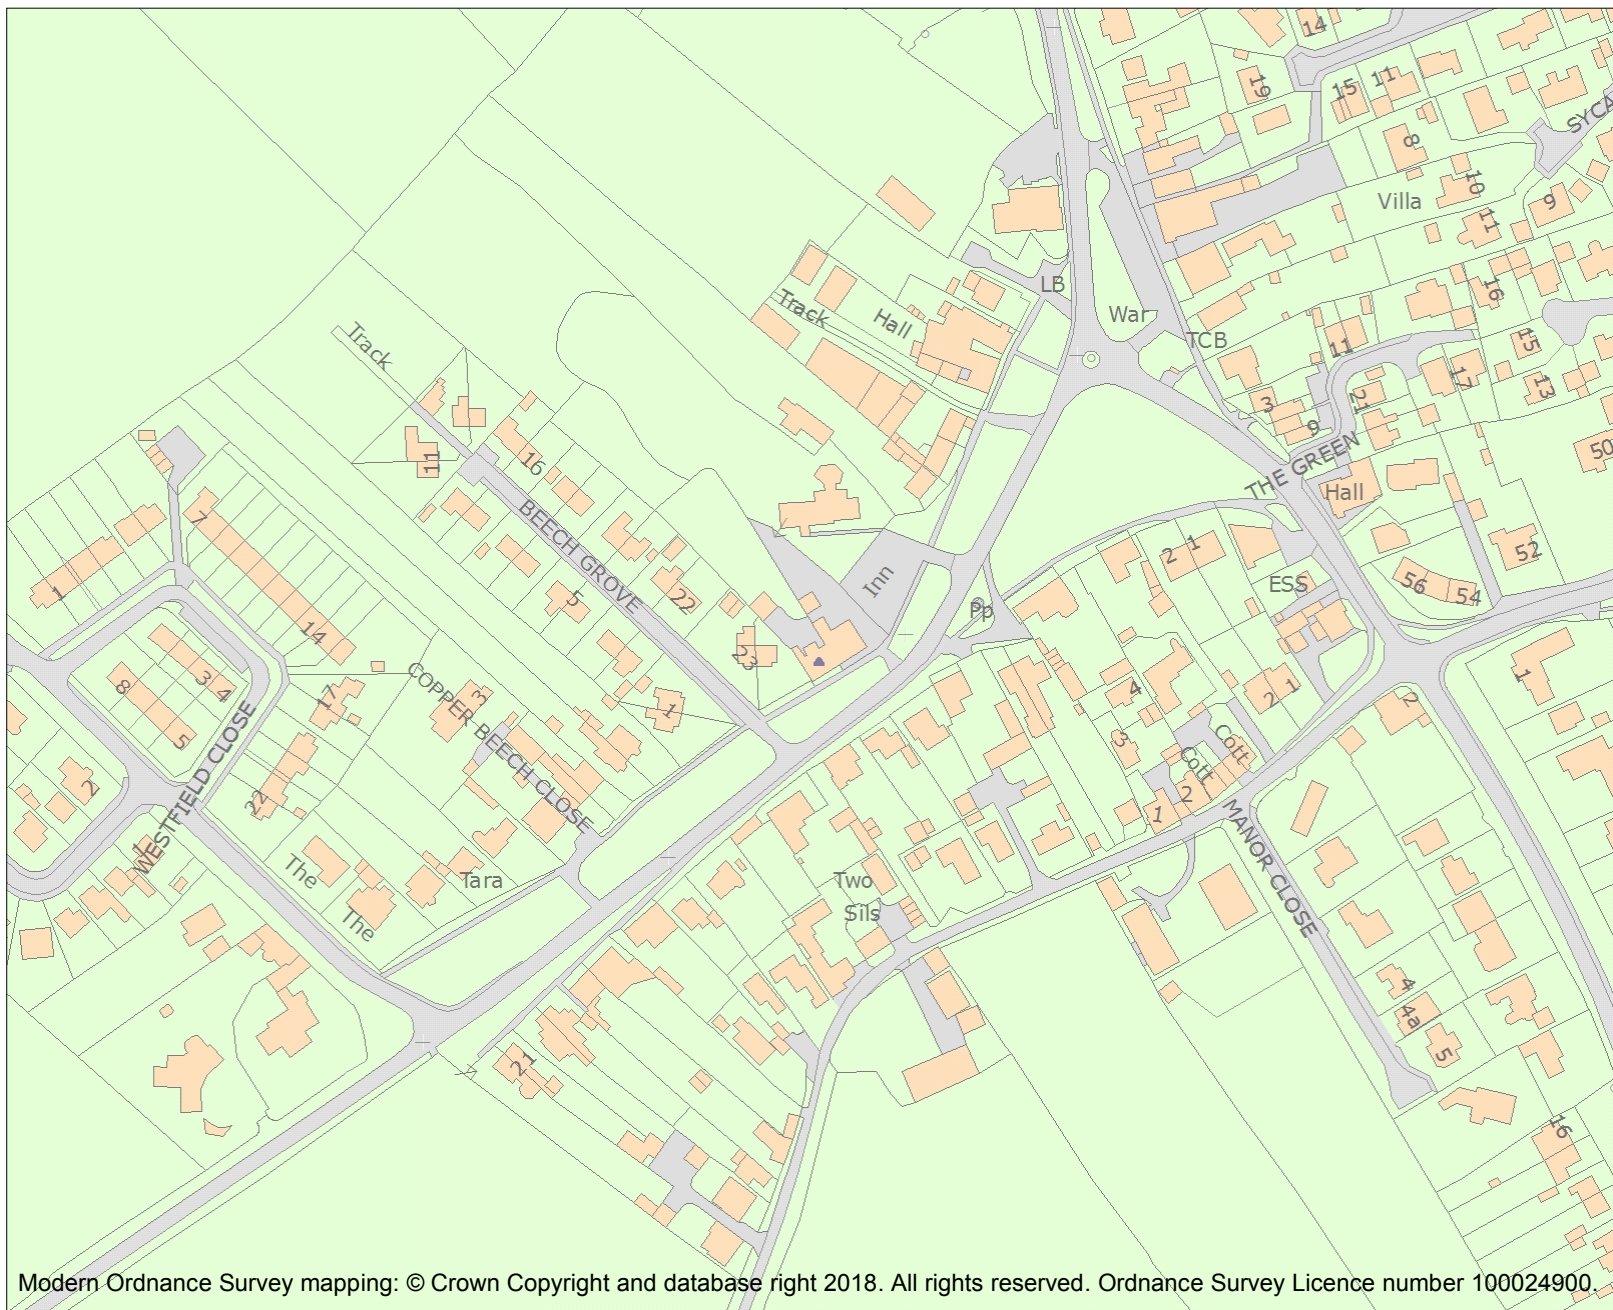 14
19
15
11
SYCA
8
10
Villa
9
11
LB
16
War
Track
Hall
TCB
11
15
Track
17
13
3
21
9
THE GREEN
50
11
16
Hall
7
BEECH GROVE
2 1
52
1
5
22
Inn
ESS
56
54
Pp
14
23
1
8
3 4
17
COPPER BEECH CLOSE
3
1
4
2 1
2
5
WESTFIELD CLOSE
3
Cott
Cott
2
22
2
1
MANOR CLOSE
1
The
Tara
Two
The
Sils
4
4a
5
21
16
Modern Ordnance Survey mapping: © Crown Copyright and database right 2018. All rights reserved. Ordnance Survey Licence number 100024900.